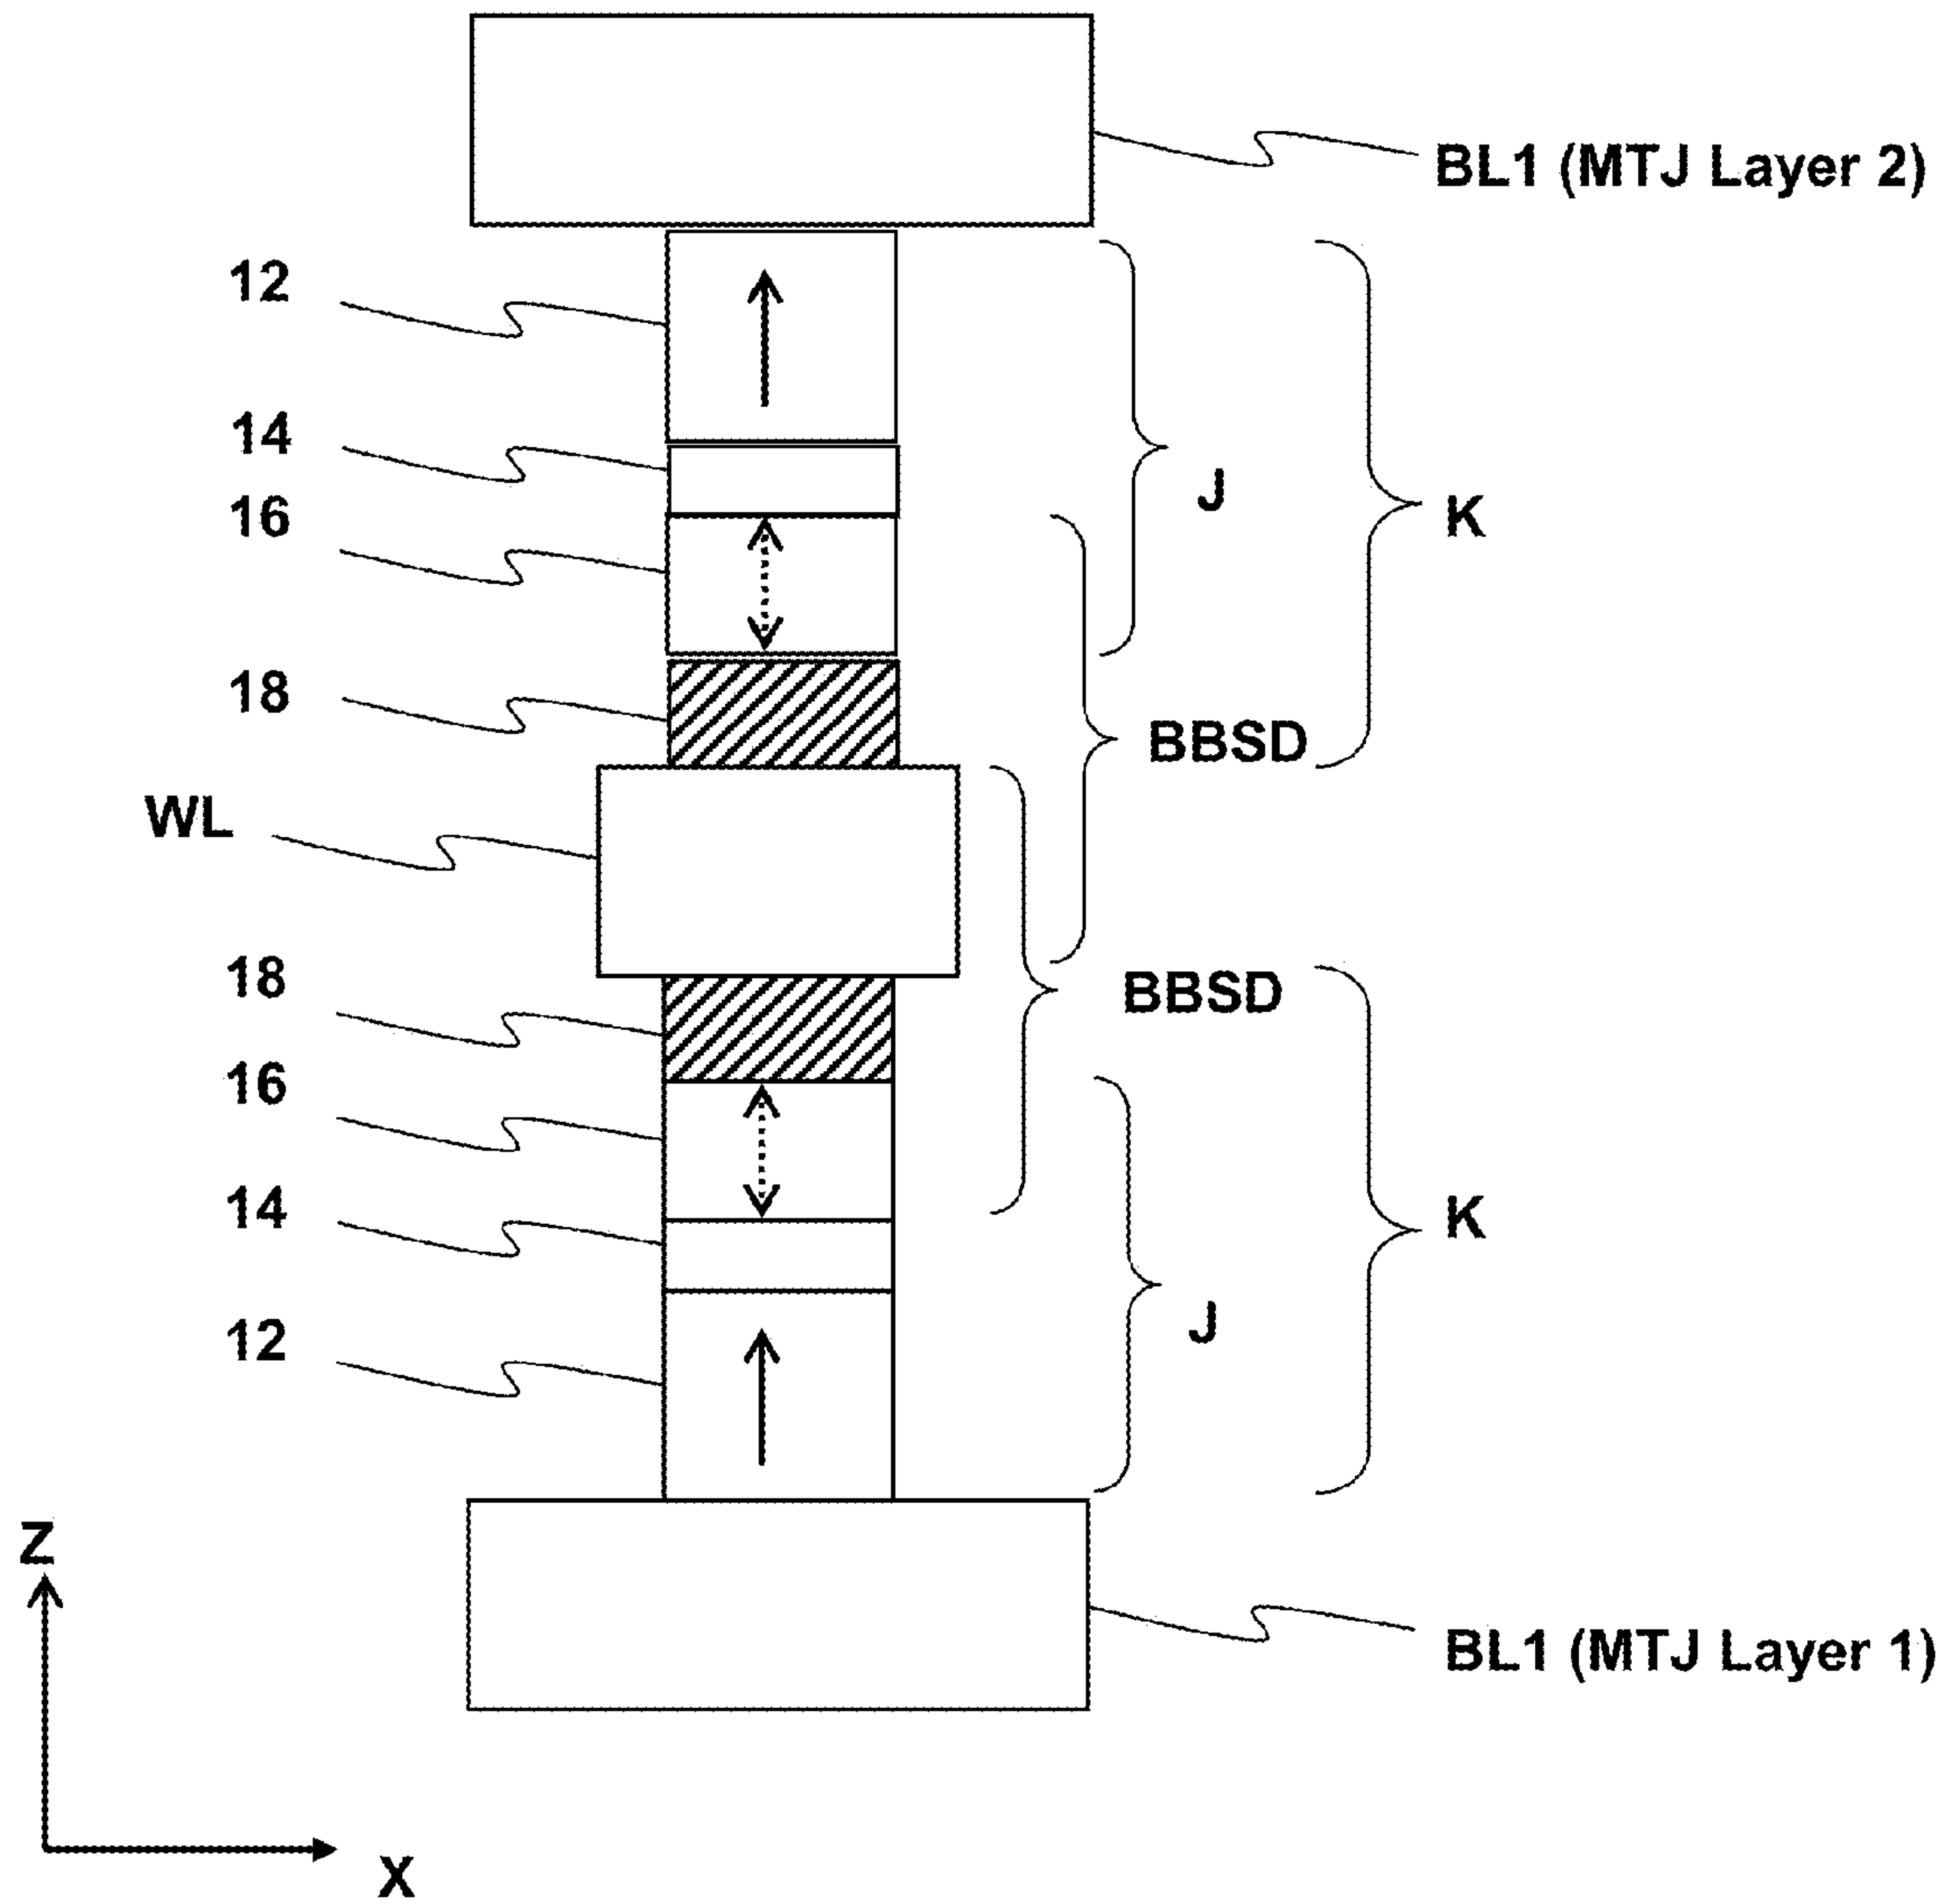 BL1 (MTJ Layer 2)
12
14
J
16
K
18
BBSD
WL
18
BBSD
16
14
K
12
J
Z
BL1 (MTJ Layer 1)
X